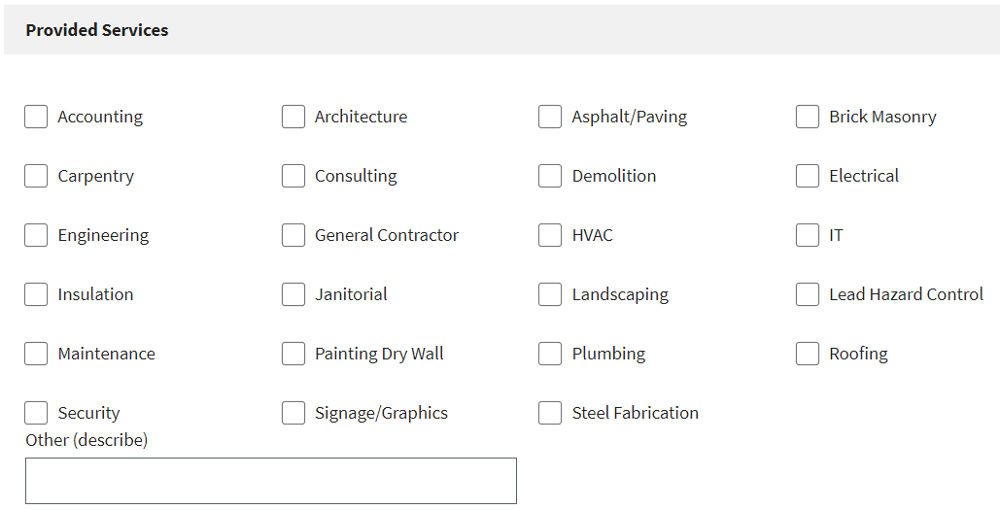 Provided Services
Accounting Architecture Asphalt/Paving Brick Masonry
Carpentry Consulting Demolition Electrical
Engineering General Contractor HVAC IT
Insulation Janitorial Landscaping Lead Hazard Control
Maintenance Painting Dry Wall Plumbing Roofing
Security Signage/Graphics Steel Fabrication
Other (describe)